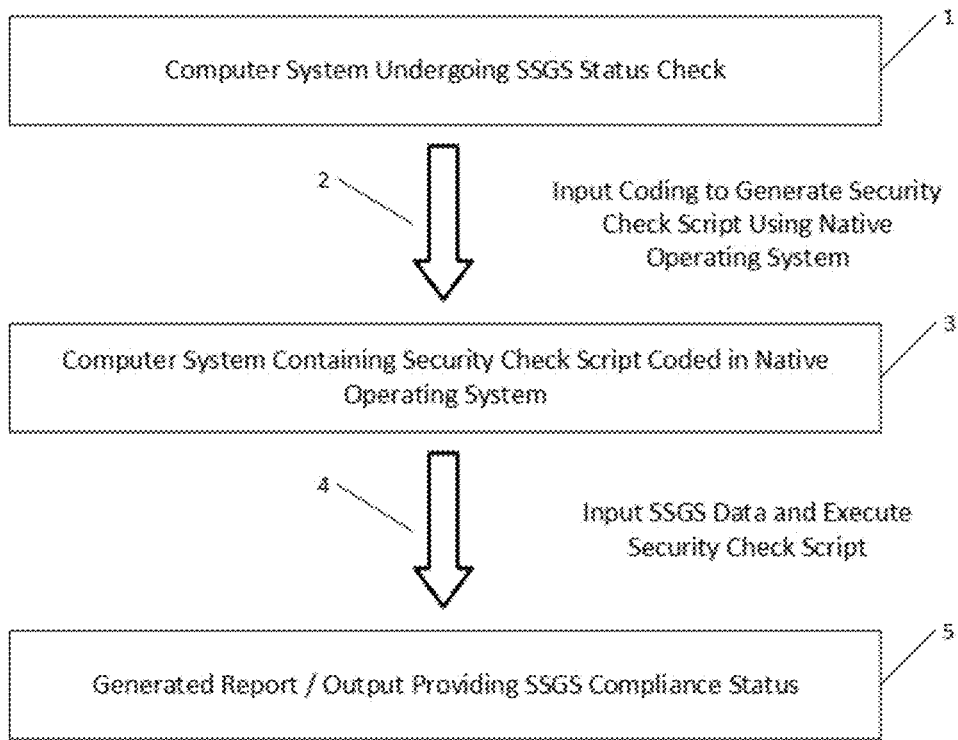 1
Computer System Undergoing SSGS Status Check
2
Input Coding to Generate Security
Check Script Using Native
Operating System
3
Computer System Containing Security Check Script Coded in Native
Operating System
4
Input SSGS Data and Execute
Security Check Script
5
Generated Report / Output Providing SSGS Compliance Status